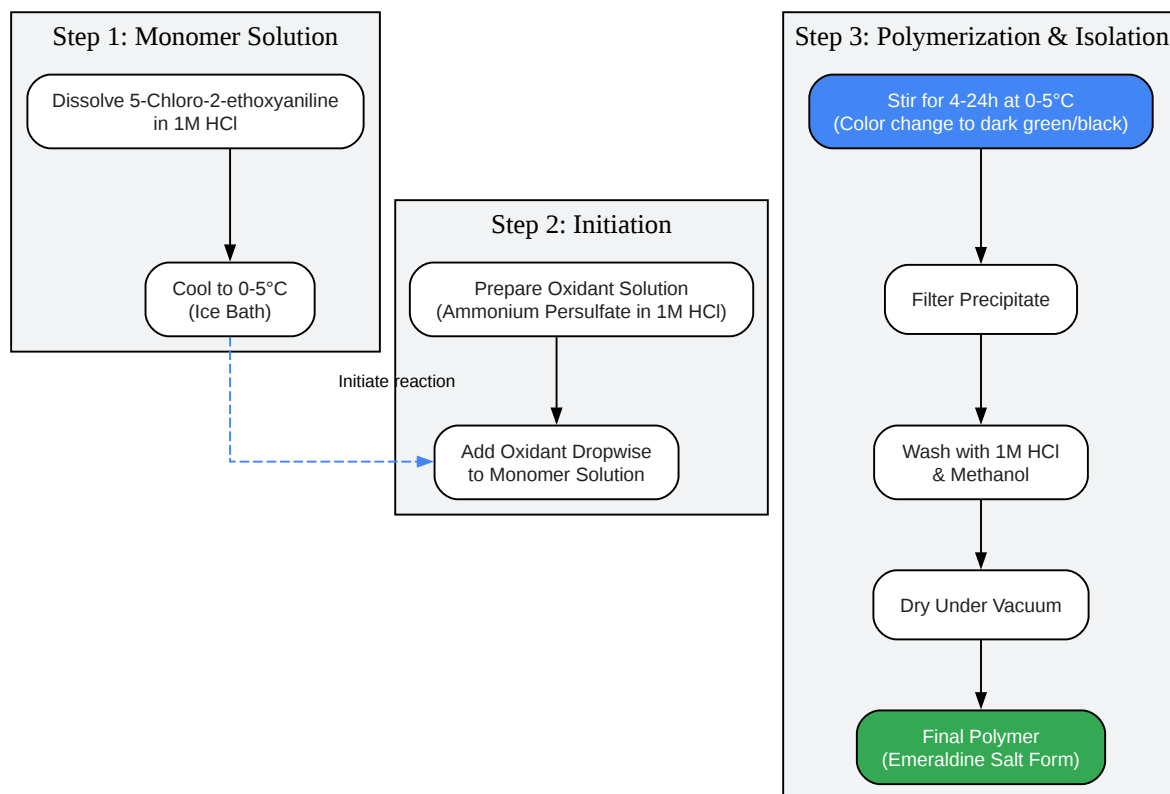 Step 1: Monomer Solution
Dissolve 5-Chloro-2-ethoxyaniline
in 1M HCl
Cool to 0-5°C
(Ice Bath)
Initiate reaction
Step 2: Initiation
Prepare Oxidant Solution
(Ammonium Persulfate in 1M HCl)
Add Oxidant Dropwise
to Monomer Solution
Step 3: Polymerization & Isolation
Stir for 4-24h at 0-5°C
(Color change to dark green/black)
Filter Precipitate
Wash with 1M HCl
& Methanol
Dry Under Vacuum
Final Polymer
(Emeraldine Salt Form)